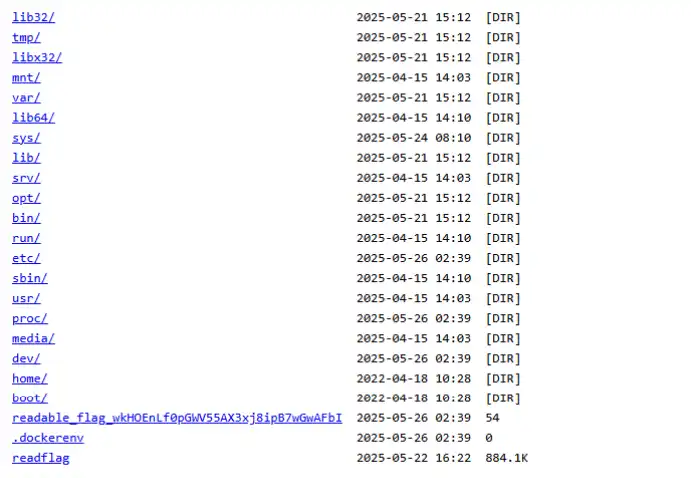 lib32/ 2025-05-21 15:12 [DIR]
tmp/ 2025-05-21 15:12 [DIR]
libx32/ 2025-05-21 15:12 [DIR]
mnt/ 2025-04-15 14:03 [DIR]
var/ 2025-05-21 15:12 [DIR]
lib64/ 2025-04-15 14:10 [DIR]
sys/ 2025-05-24 08:10 [DIR]
lib/ 2025-05-21 15:12 [DIR]
srv/ 2025-04-15 14:03 [DIR]
opt/ 2025-05-21 15:12 [DIR]
bin/ 2025-05-21 15:12 [DIR]
run/ 2025-04-15 14:10 [DIR]
etc/ 2025-05-26 02:39 [DIR]
sbin/ 2025-04-15 14:10 [DIR]
usr/ 2025-04-15 14:03 [DIR]
proc/ 2025-05-26 02:39 [DIR]
media/ 2025-04-15 14:03 [DIR]
dev/ 2025-05-26 02:39 [DIR]
home/ 2022-04-18 10:28 [DIR]
boot/ 2022-04-18 10:28 [DIR]
readable_flag_wkHOEnLf0pGWV55AX3xj8ipB7wGwAFbI 2025-05-26 02:39 54
.dockerenv 2025-05-26 02:39 0
readflag 2025-05-22 16:22 884.1K